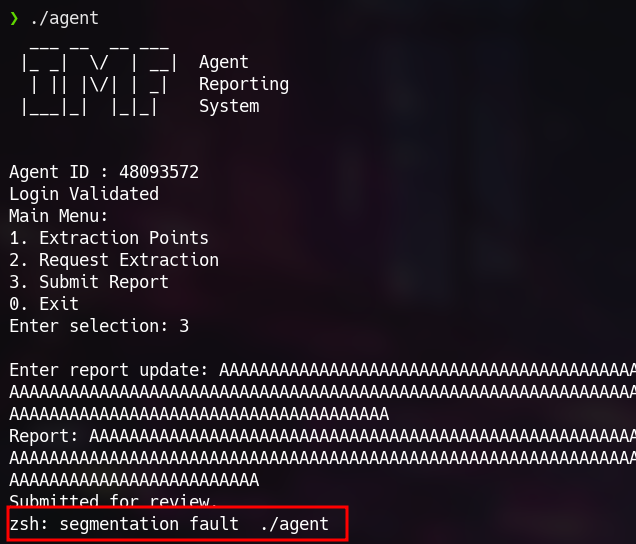 ❯ ./agent
  ___ __  __ ___
 |_ _|  \/  | __|  Agent
  | || |\/| | _|   Reporting
 |___|_|  |_|_|    System
Agent ID : 48093572
Login Validated
Main Menu:
1. Extraction Points
2. Request Extraction
3. Submit Report
0. Exit
Enter selection: 3
Enter report update: AAAAAAAAAAAAAAAAAAAAAAAAAAAAAAAAAAAAAAAAAA
AAAAAAAAAAAAAAAAAAAAAAAAAAAAAAAAAAAAAAAAAAAAAAAAAAAAAAAAAAAAAAA
AAAAAAAAAAAAAAAAAAAAAAAAAAAAAAAAAAAAAA
Report: AAAAAAAAAAAAAAAAAAAAAAAAAAAAAAAAAAAAAAAAAAAAAAAAAAAAAAA
AAAAAAAAAAAAAAAAAAAAAAAAAAAAAAAAAAAAAAAAAAAAAAAAAAAAAAAAAAAAAAA
AAAAAAAAAAAAAAAAAAAAAAAAA
Submitted for review.
zsh: segmentation fault  ./agent